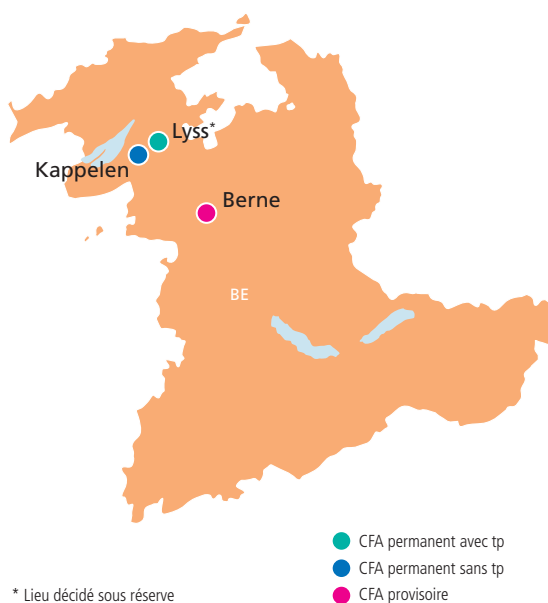 Lyss*
Kappelen
Berne
BE
CFA permanent avec tp
CFA permanent sans tp
CFA provisoire
* Lieu décidé sous réserve